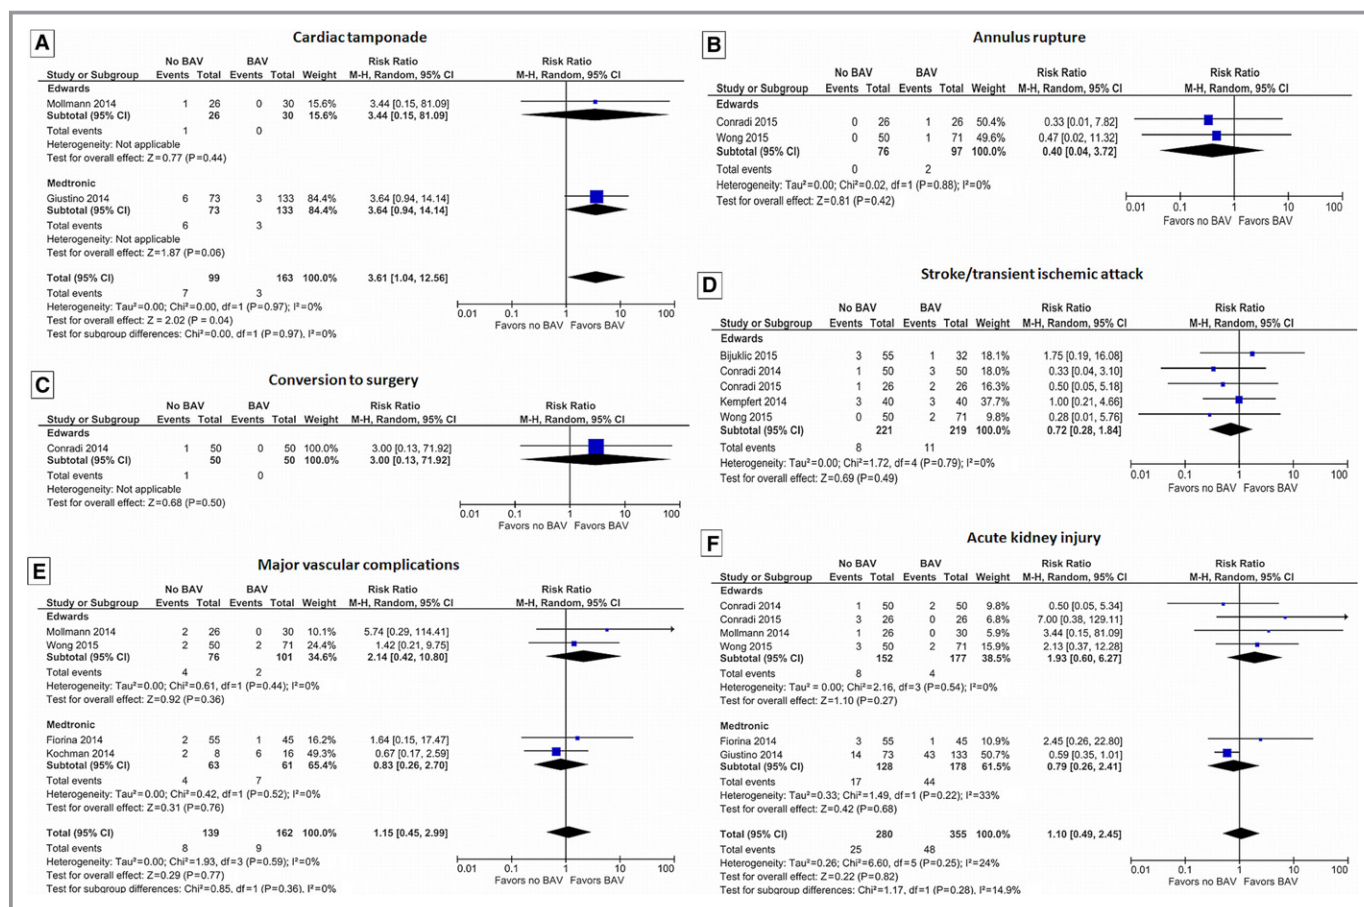 A
Cardiac tamponade
No BAV BAV Risk Ratio Risk Ratio
Study or Subgroup Events Total Events Total Weight M-H, Random, 95% CI M-H, Random, 95% CI
Edwards
Mollmann 2014 1 26 0 30 15.6% 3.44 [0.15, 81.09]
Subtotal (95% CI) 26 30 15.6% 3.44 (0.15, 81.09)
Total events 1 0
Heterogeneity: Not applicable
Test for overall effect: Z=0.77 (P=0.44)
Medtronic
Giustino 2014 6 73 3 133 84.4% 3.64 [0.94, 14.14]
Subtotal (95% CI) 73 133 84.4% 3.64 (0.94, 14.14)
Total events 6 3
Heterogeneity: Not applicable
Test for overall effect: Z=1.87 (P=0.06)
Total (95% CI) 99 163 100.0% 3.61 [1.04, 12.56]
Total events 7 3
Heterogeneity: Tau²=0.00; Chi²=0.00, df=1 (P=0.97); I²=0%
Test for overall effect: Z = 2.02 (P = 0.04)
Test for subgroup differences: Chi²=0.00, df=1 (P=0.97), I²=0%
0.01 0.1 1 10 100
Favors no BAV Favors BAV
B
Annulus rupture
No BAV BAV Risk Ratio Risk Ratio
Study or Subgroup Events Total Events Total Weight M-H, Random, 95% CI M-H, Random, 95% CI
Edwards
Conradi 2015 0 26 1 26 50.4% 0.33 [0.01, 7.82]
Wong 2015 0 50 1 71 49.6% 0.47 [0.02, 11.32]
Subtotal (95% CI) 76 97 100.0% 0.40 [0.04, 3.72]
Total events 0 2
Heterogeneity: Tau²=0.00; Chi²=0.02, df=1 (P=0.88); I²=0%
Test for overall effect: Z=0.81 (P=0.42)
0.01 0.1 1 10 100
Favors no BAV Favors BAV
C
Conversion to surgery
No BAV BAV Risk Ratio Risk Ratio
Study or Subgroup Events Total Events Total Weight M-H, Random, 95% CI M-H, Random, 95% CI
Edwards
Conradi 2014 1 50 0 50 100.0% 3.00 [0.13, 71.92]
Subtotal (95% CI) 50 50 100.0% 3.00 [0.13, 71.92]
Total events 1 0
Heterogeneity: Not applicable
Test for overall effect: Z=0.68 (P=0.50)
0.01 0.1 1 10 100
Favors no BAV Favors BAV
D
Stroke/transient ischemic attack
No BAV BAV Risk Ratio Risk Ratio
Study or Subgroup Events Total Events Total Weight M-H, Random, 95% CI M-H, Random, 95% CI
Edwards
Bijuklic 2015 3 55 1 32 18.1% 1.75 [0.19, 16.08]
Conradi 2014 1 50 3 50 18.0% 0.33 [0.04, 3.10]
Conradi 2015 1 26 2 26 16.3% 0.50 [0.05, 5.18]
Kempfert 2014 3 40 3 40 37.7% 1.00 [0.21, 4.66]
Wong 2015 0 50 2 71 9.8% 0.28 [0.01, 5.76]
Subtotal (95% CI) 221 219 100.0% 0.72 [0.28, 1.84]
Total events 8 11
Heterogeneity: Tau²=0.00; Chi²=1.72, df=4 (P=0.79); I²=0%
Test for overall effect: Z=0.69 (P=0.49)
0.01 0.1 1 10 100
Favors no BAV Favors BAV
E
Major vascular complications
No BAV BAV Risk Ratio Risk Ratio
Study or Subgroup Events Total Events Total Weight M-H, Random, 95% CI M-H, Random, 95% CI
Edwards
Mollmann 2014 2 26 0 30 10.1% 5.74 [0.29, 114.41]
Wong 2015 2 50 2 71 24.4% 1.42 [0.21, 9.75]
Subtotal (95% CI) 76 101 34.6% 2.14 [0.42, 10.80]
Total events 4 2
Heterogeneity: Tau²=0.00; Chi²=0.61, df=1 (P=0.44); I²=0%
Test for overall effect: Z=0.92 (P=0.36)
Medtronic
Fiorina 2014 2 55 1 45 16.2% 1.64 [0.15, 17.47]
Kochman 2014 2 8 6 16 49.3% 0.67 [0.17, 2.59]
Subtotal (95% CI) 63 61 65.4% 0.83 [0.26, 2.70]
Total events 4 7
Heterogeneity: Tau²=0.00; Chi²=0.42, df=1 (P=0.52); I²=0%
Test for overall effect: Z=0.31 (P=0.76)
Total (95% CI) 139 162 100.0% 1.15 [0.45, 2.99]
Total events 8 9
Heterogeneity: Tau²=0.00; Chi²=1.93, df=3 (P=0.59); I²=0%
Test for overall effect: Z=0.29 (P=0.77)
Test for subgroup differences: Chi²=0.85, df=1 (P=0.36), I²=0%
0.01 0.1 1 10 100
Favors no BAV Favors BAV
F
Acute kidney injury
No BAV BAV Risk Ratio Risk Ratio
Study or Subgroup Events Total Events Total Weight M-H, Random, 95% CI M-H, Random, 95% CI
Edwards
Conradi 2014 1 50 2 50 9.8% 0.50 [0.05, 5.34]
Conradi 2015 3 26 0 26 7.0% 7.00 [0.38, 129.11]
Mollmann 2014 1 26 0 30 5.9% 3.44 [0.15, 81.09]
Wong 2015 3 50 2 71 15.9% 2.13 [0.37, 12.28]
Subtotal (95% CI) 152 177 38.5% 1.93 [0.60, 6.27]
Total events 8 4
Heterogeneity: Tau² = 0.00; Chi²=2.16, df=3 (P=0.54); I²=0%
Test for overall effect: Z=1.10 (P=0.27)
Medtronic
Fiorina 2014 3 55 1 45 10.9% 2.45 [0.26, 22.80]
Giustino 2014 14 73 43 133 50.7% 0.59 [0.35, 1.01]
Subtotal (95% CI) 128 178 61.5% 0.79 [0.26, 2.41]
Total events 17 44
Heterogeneity: Tau²=0.33; Chi²=1.49, df=1 (P=0.22); I²=33%
Test for overall effect: Z=0.42 (P=0.68)
Total (95% CI) 280 355 100.0% 1.10 [0.49, 2.45]
Total events 25 48
Heterogeneity: Tau²=0.26; Chi²=6.60, df=5 (P=0.25); I²=24%
Test for overall effect: Z=0.22 (P=0.82)
Test for subgroup differences: Chi²=1.17, df=1 (P=0.28), I²=14.9%
0.01 0.1 1 10 100
Favors no BAV Favors BAV